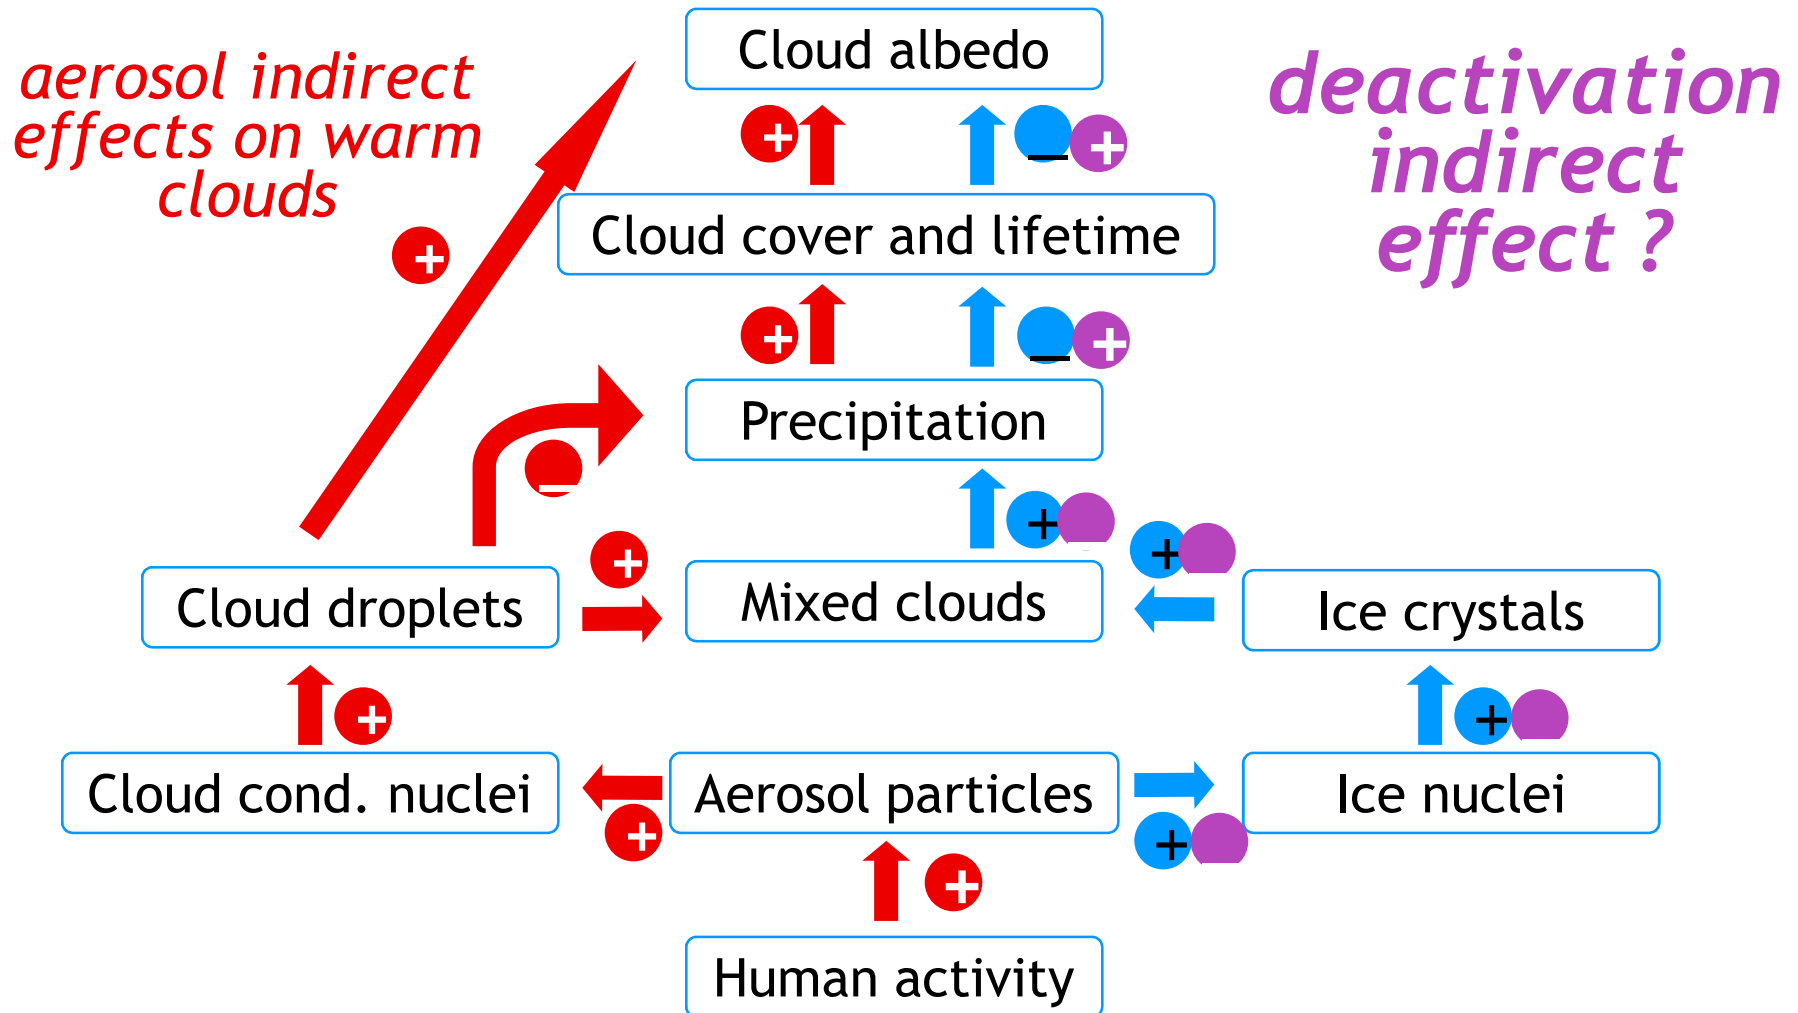 aerosol indirect
effects on warm
clouds
Cloud albedo
deactivation
indirect
effect ?
+
_
+
Cloud cover and lifetime
+
+
_
+
Precipitation
_
+
+
+
Cloud droplets
Mixed clouds
Ice crystals
+
+
Cloud cond. nuclei
Aerosol particles
Ice nuclei
+
+
+
Human activity